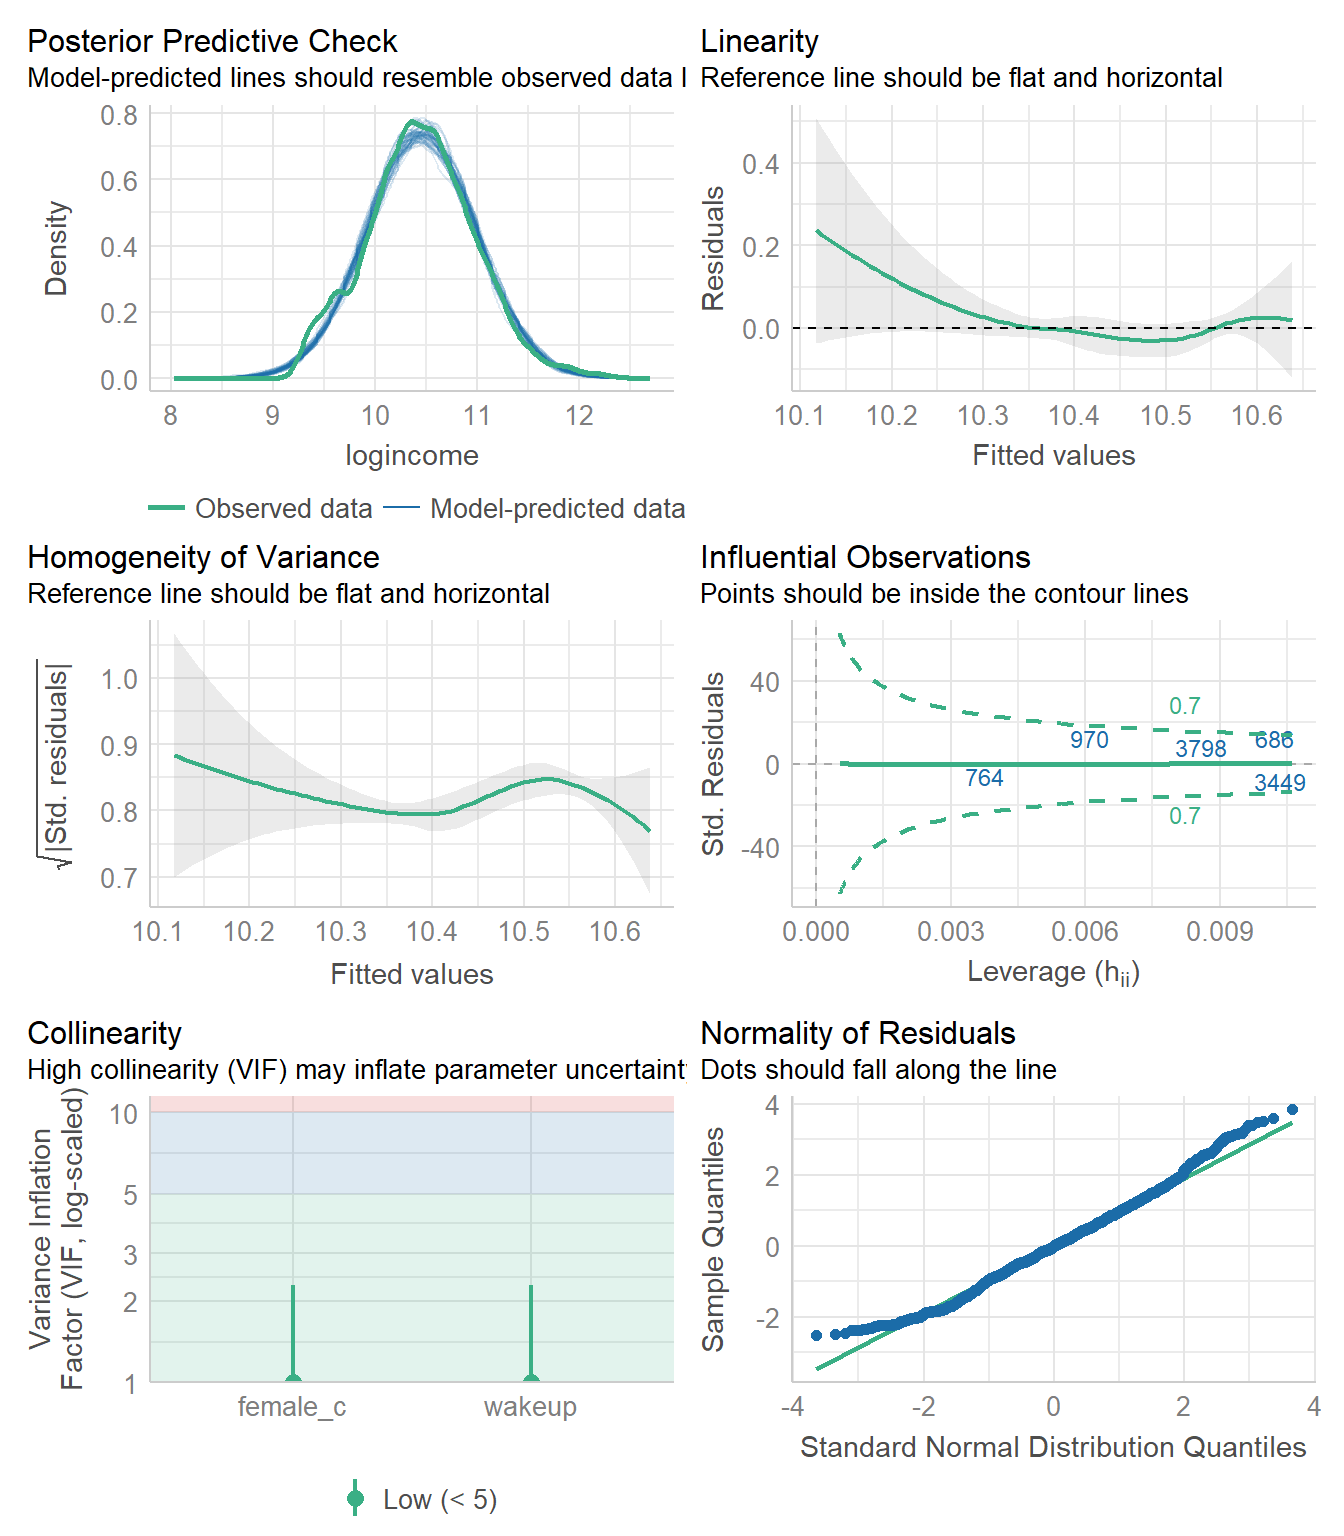 Posterior Predictive Check
Model-predicted lines should resemble observed data l
0.8
0.6
0.4
0.2
0.0
Density
8
9
10
11
12
logincome
Observed data
Model-predicted data
Linearity
Reference line should be flat and horizontal
0.4
0.2
0.0
Residuals
10.1
10.2
10.3
10.4
10.5
10.6
Fitted values
Homogeneity of Variance
Reference line should be flat and horizontal
1.0
0.9
0.8
0.7
√|Std. residuals|
10.1
10.2
10.3
10.4
10.5
10.6
Fitted values
Influential Observations
Points should be inside the contour lines
40
0
-40
Std. Residuals
0.7
970
3798
686
764
3449
0.7
0.000
0.003
0.006
0.009
Leverage (hᵢᵢ)
Collinearity
High collinearity (VIF) may inflate parameter uncertainty
10
5
3
2
1
Variance Inflation
Factor (VIF, log-scaled)
female_c
wakeup
Low (< 5)
Normality of Residuals
Dots should fall along the line
4
2
0
-2
Sample Quantiles
-4
-2
0
2
4
Standard Normal Distribution Quantiles